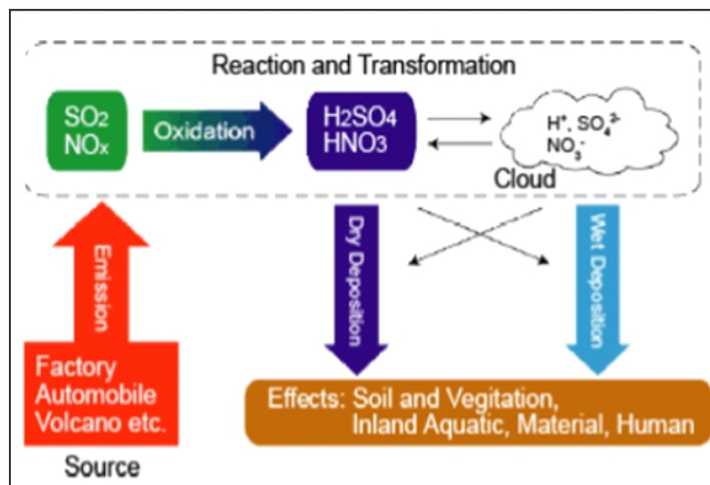 Reaction and Transformation
SO₂
NOₓ
Oxidation
H₂SO₄
HNO₃
H⁺. SO₄²⁻
NO₃⁻
Cloud
Emission
Dry Deposition
Wet Deposition
Factory
Automobile
Volcano etc.
Source
Effects: Soil and Vegitation,
Inland Aquatic, Material, Human